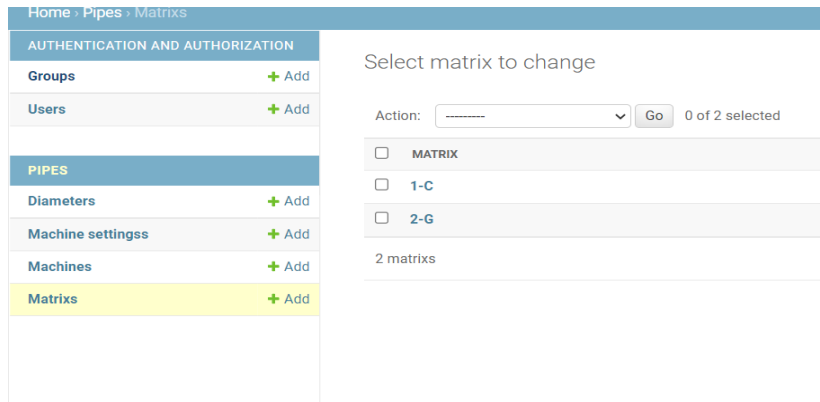 Home › Pipes › Matrixs
AUTHENTICATION AND AUTHORIZATION
Groups + Add
Users + Add
PIPES
Diameters + Add
Machine settingss + Add
Machines + Add
Matrixs + Add
Select matrix to change
Action: --------- Go 0 of 2 selected
MATRIX
1-C
2-G
2 matrixs